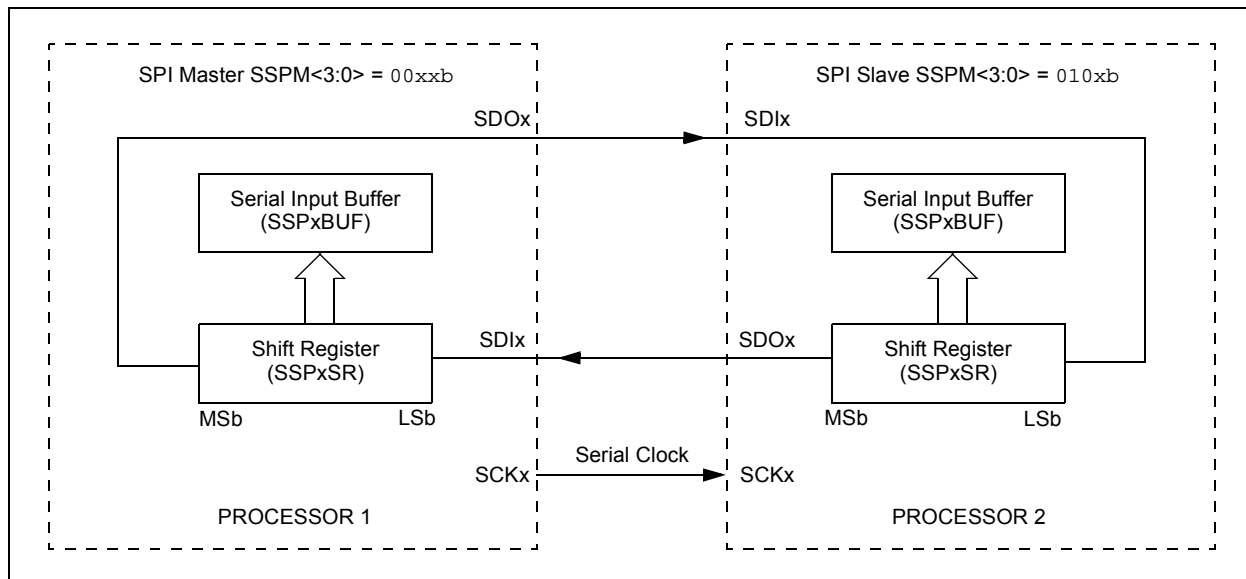 SPI Master SSPM<3:0> = 00xxb
SPI Slave SSPM<3:0> = 010xb
SDOx
SDIx
Serial Input Buffer
(SSPxBUF)
Serial Input Buffer
(SSPxBUF)
Shift Register
(SSPxSR)
SDIx
SDOx
Shift Register
(SSPxSR)
MSb
LSb
MSb
LSb
Serial Clock
SCKx
SCKx
PROCESSOR 1
PROCESSOR 2